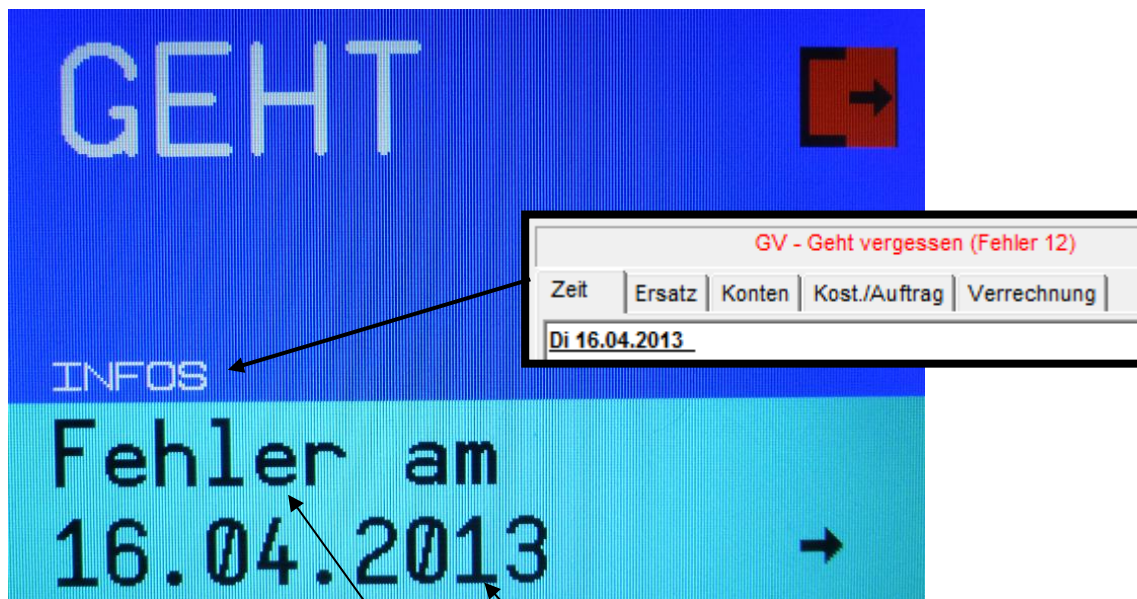 GEHT
GV - Geht vergessen (Fehler 12)
Zeit Ersatz Konten Kost./Auftrag Verrechnung
Di 16.04.2013
INFOS
Fehler am
16.04.2013